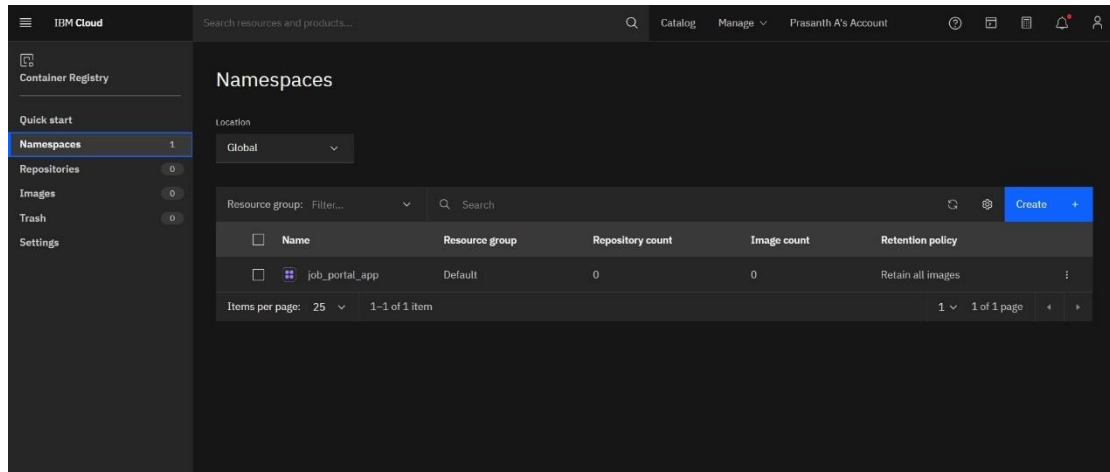 IBM Cloud
Search resources and products...
Catalog
Manage
Prasanth A's Account
Container Registry
Quick start
Namespaces 1
Repositories 0
Images 0
Trash 0
Settings
Namespaces
Location
Global
Resource group: Filter...
Search
Create +
Name Resource group Repository count Image count Retention policy
job_portal_app Default 0 0 Retain all images
Items per page: 25 1–1 of 1 item 1 1 of 1 page